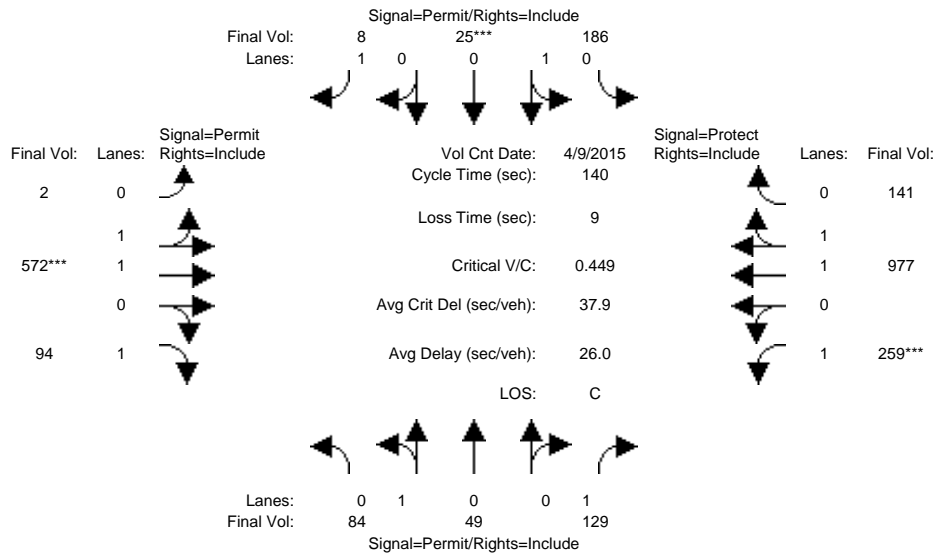 Signal=Permit/Rights=Include
Final Vol: 8 25*** 186
Lanes: 1 0 0 1 0
Signal=Permit Signal=Protect
Final Vol: Lanes: Rights=Include Vol Cnt Date: 4/9/2015 Rights=Include Lanes: Final Vol:
Cycle Time (sec): 140
2 0 0 141
Loss Time (sec): 9
1 1
572*** 1 Critical V/C: 0.449 1 977
0 Avg Crit Del (sec/veh): 37.9 0
94 1 Avg Delay (sec/veh): 26.0 1 259***
LOS: C
Lanes: 0 1 0 0 1
Final Vol: 84 49 129
Signal=Permit/Rights=Include